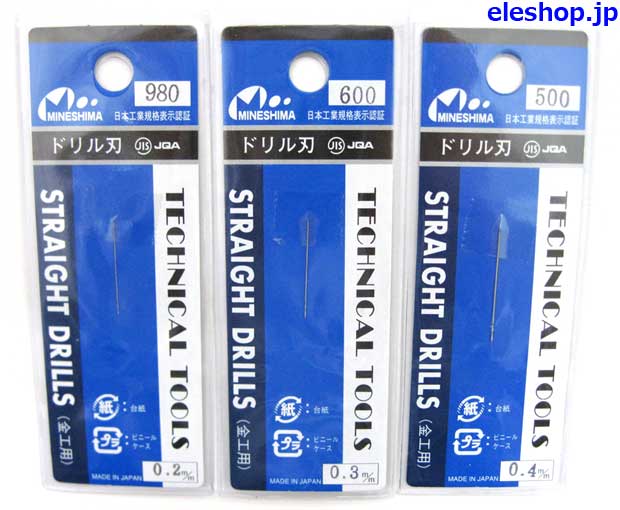 eleshop.jp
980
MINESHIMA
日本工業規格表示認証
ドリル刃 JIS JQA
TECHNICAL TOOLS
STRAIGHT DRILLS (金工用)
紙 :台紙
プラ :ビニールケース
MADE IN JAPAN
0.2m/m
600
MINESHIMA
日本工業規格表示認証
ドリル刃 JIS JQA
TECHNICAL TOOLS
STRAIGHT DRILLS (金工用)
紙 :台紙
プラ :ビニールケース
MADE IN JAPAN
0.3m/m
500
MINESHIMA
日本工業規格表示認証
ドリル刃 JIS JQA
TECHNICAL TOOLS
STRAIGHT DRILLS (金工用)
紙 :台紙
プラ :ビニールケース
MADE IN JAPAN
0.4m/m